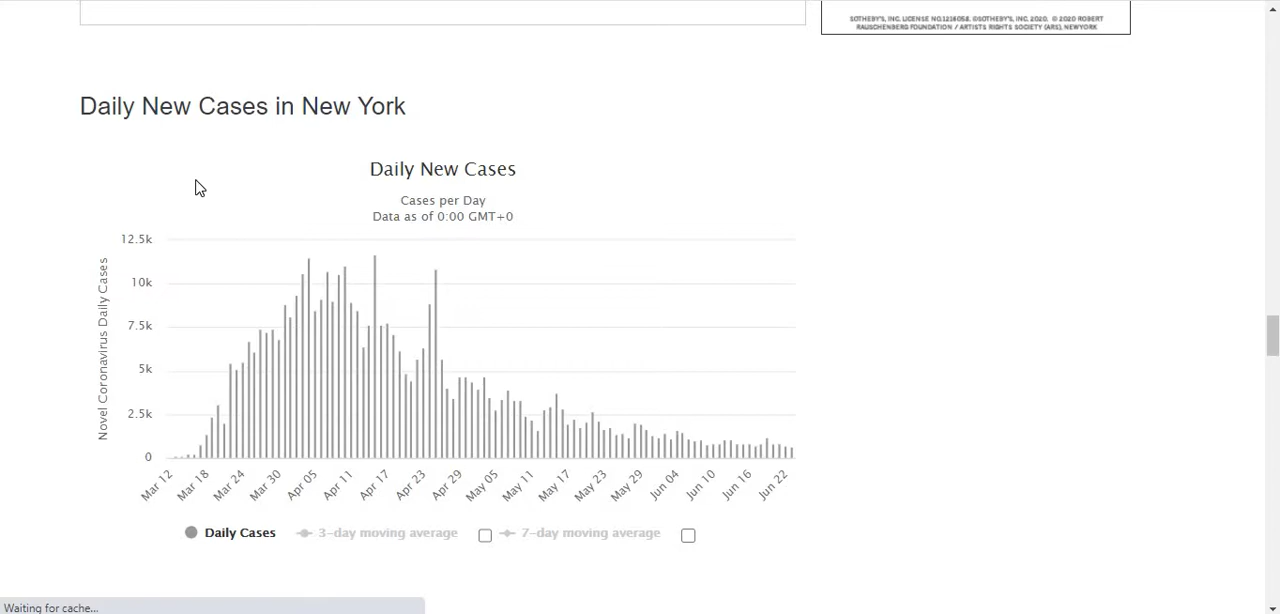 SOTHEBY'S, INC. LICENSE NO.1216058. ©SOTHEBY'S, INC. 2020. © 2020 ROBERT
RAUSCHENBERG FOUNDATION / ARTISTS RIGHTS SOCIETY (ARS), NEWYORK
Daily New Cases in New York
Daily New Cases
Cases per Day
Data as of 0:00 GMT+0
Novel Coronavirus Daily Cases
12.5k
10k
7.5k
5k
2.5k
0
Mar 12 Mar 18 Mar 24 Mar 30 Apr 05 Apr 11 Apr 17 Apr 23 Apr 29 May 05 May 11 May 17 May 23 May 29 Jun 04 Jun 10 Jun 16 Jun 22
Daily Cases 3-day moving average 7-day moving average
Waiting for cache...